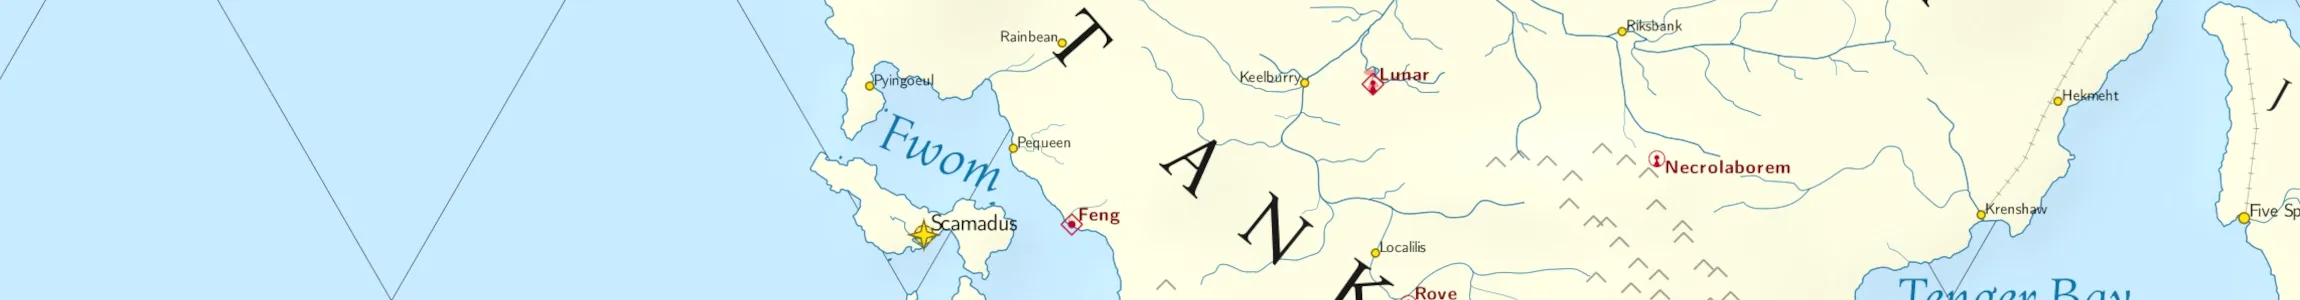 Rainbean
T
Riksbank
Pyingoeul
Keelburry
Lunar
Hekmeht
J
Fwom
Pequeen
A
Necrolaborem
Scamadus
Feng
N
Krenshaw
Five Sp
Localilis
K
Rove
Tenger Bay